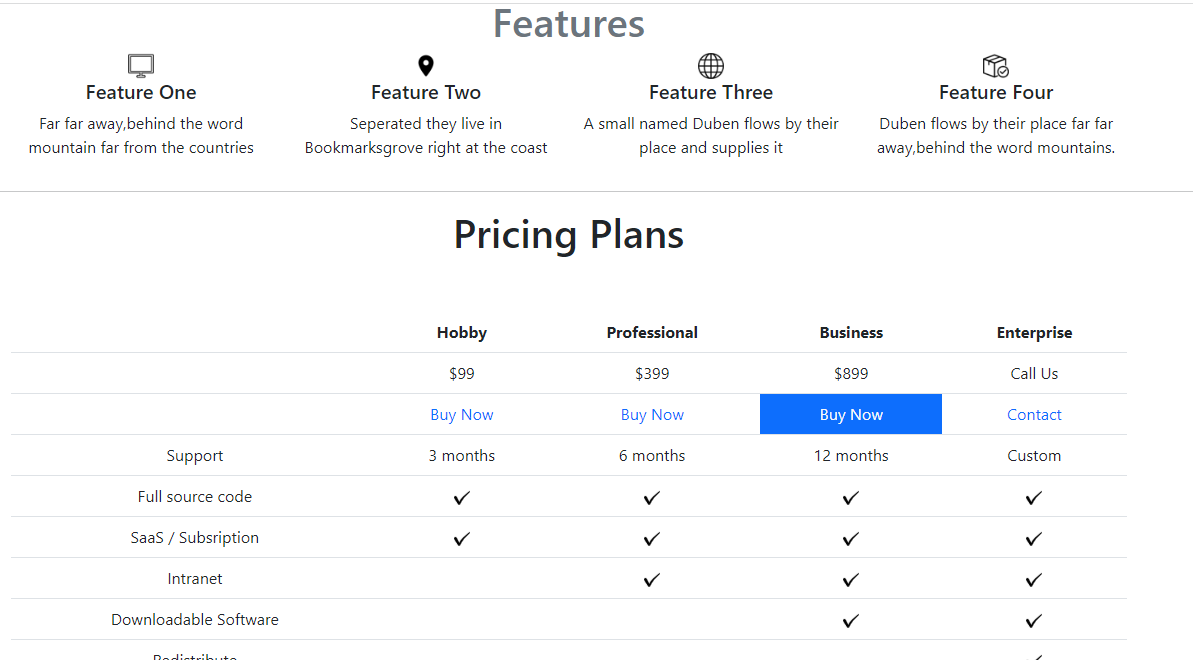 Features
Feature One
Feature Two
Feature Three
Feature Four
Far far away,behind the word
mountain far from the countries
Seperated they live in
Bookmarksgrove right at the coast
A small named Duben flows by their
place and supplies it
Duben flows by their place far far
away,behind the word mountains.
Pricing Plans
Hobby Professional Business Enterprise
$99 $399 $899 Call Us
Buy Now Buy Now Buy Now Contact
Support 3 months 6 months 12 months Custom
Full source code
SaaS / Subsription
Intranet
Downloadable Software
Redistribute